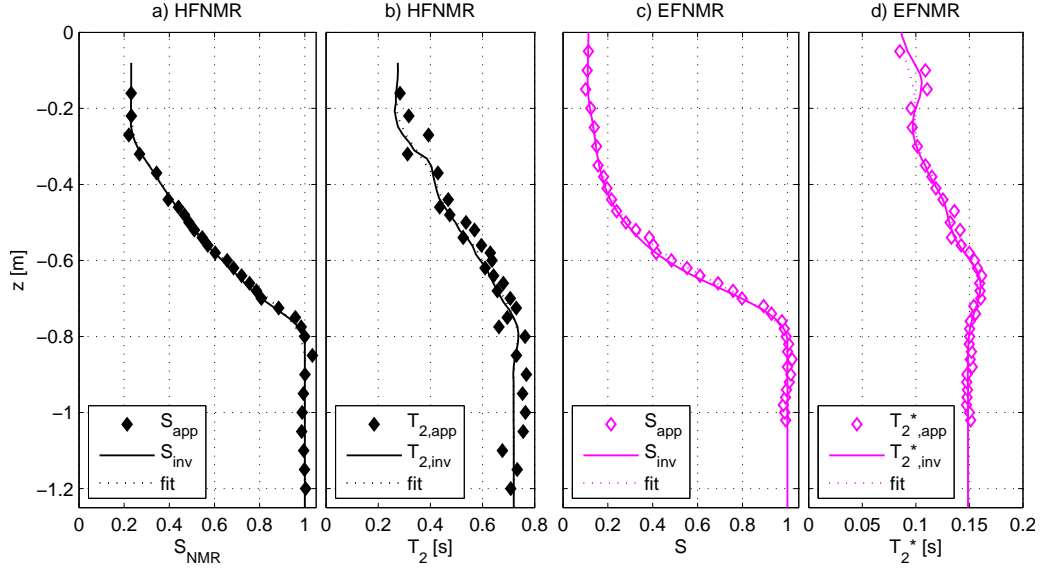 a) HFNMR
b) HFNMR
c) EFNMR
d) EFNMR
z [m]
0
−0.2
−0.4
−0.6
−0.8
−1
−1.2
S_app
S_inv
fit
0 0.2 0.4 0.6 0.8 1
S_NMR
T_2,app
T_2,inv
fit
0 0.2 0.4 0.6 0.8
T_2 [s]
S_app
S_inv
fit
0 0.2 0.4 0.6 0.8 1
S
T_2^*,app
T_2^*,inv
fit
0 0.05 0.1 0.15 0.2
T_2^* [s]